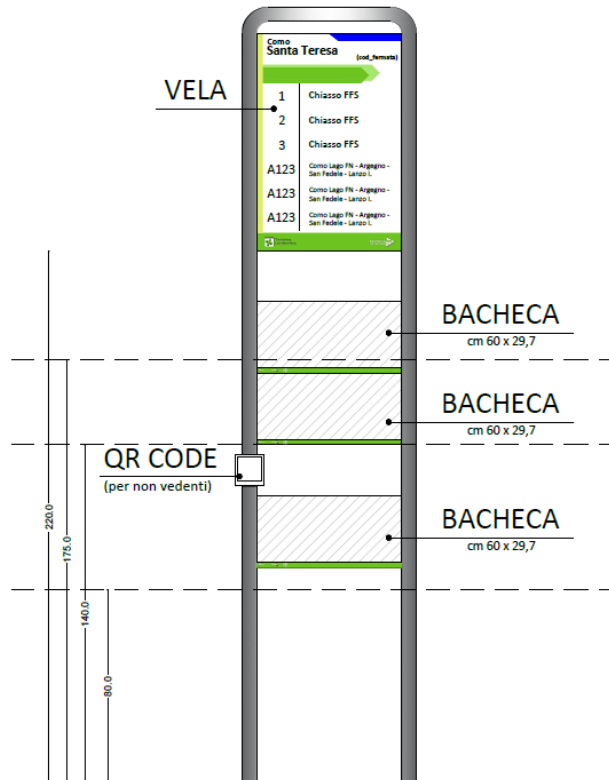 Como
Santa Teresa
(cod_fermata)
VELA
1 Chiasso FFS
2 Chiasso FFS
3 Chiasso FFS
A123 Como Lago FN - Argegno -
San Fedele - Lanzo I.
A123 Como Lago FN - Argegno -
San Fedele - Lanzo I.
A123 Como Lago FN - Argegno -
San Fedele - Lanzo I.
BACHECA
cm 60 x 29,7
BACHECA
cm 60 x 29,7
QR CODE
(per non vedenti)
BACHECA
cm 60 x 29,7
220.0
175.0
140.0
80.0